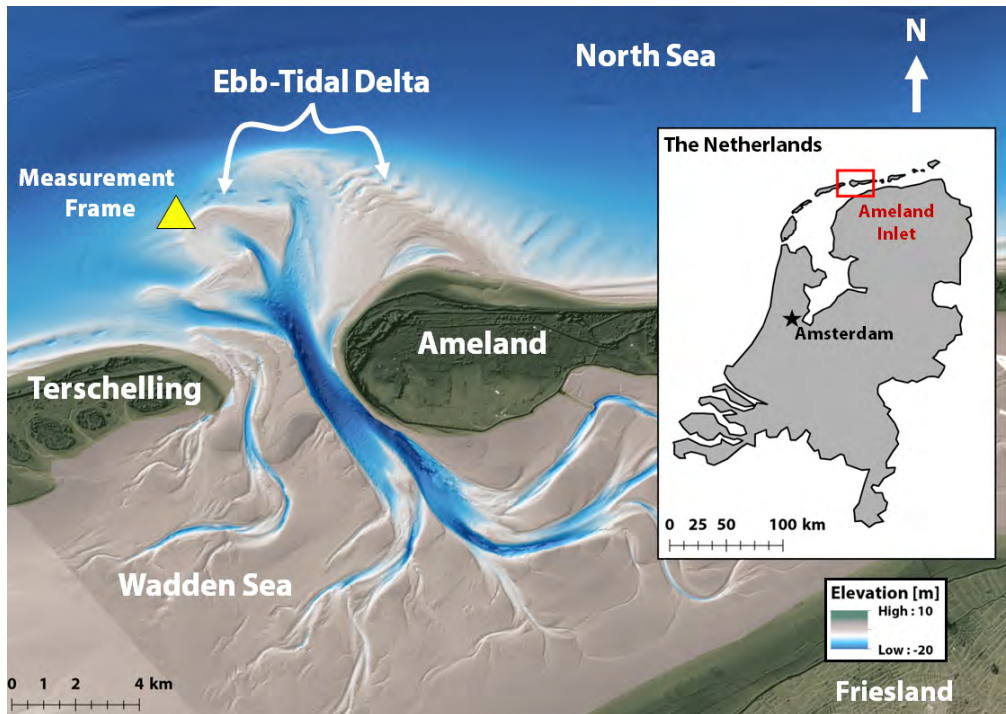 North Sea
N
Ebb-Tidal Delta
Measurement
Frame
The Netherlands
Ameland
Inlet
Amsterdam
0 25 50 100 km
Ameland
Terschelling
Wadden Sea
Elevation [m]
High : 10
Low : -20
0 1 2 4 km
Friesland